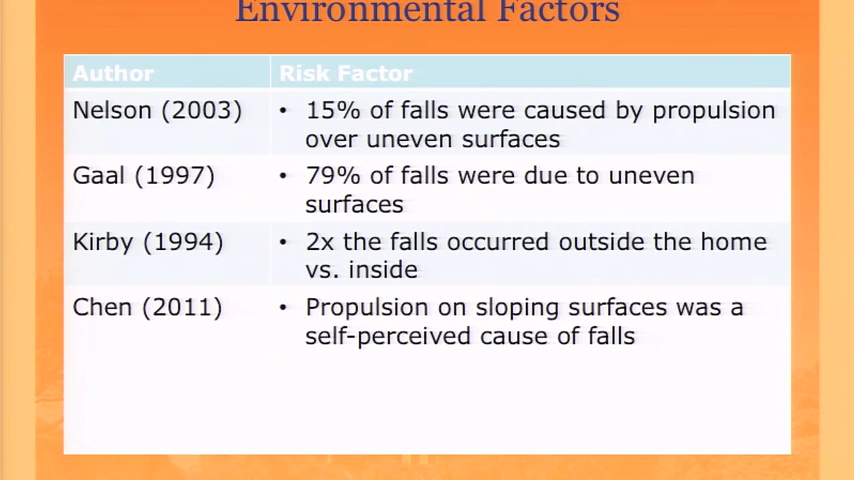 Environmental Factors
Author Risk Factor
Nelson (2003) • 15% of falls were caused by propulsion
over uneven surfaces
Gaal (1997) • 79% of falls were due to uneven
surfaces
Kirby (1994) • 2x the falls occurred outside the home
vs. inside
Chen (2011) • Propulsion on sloping surfaces was a
self-perceived cause of falls